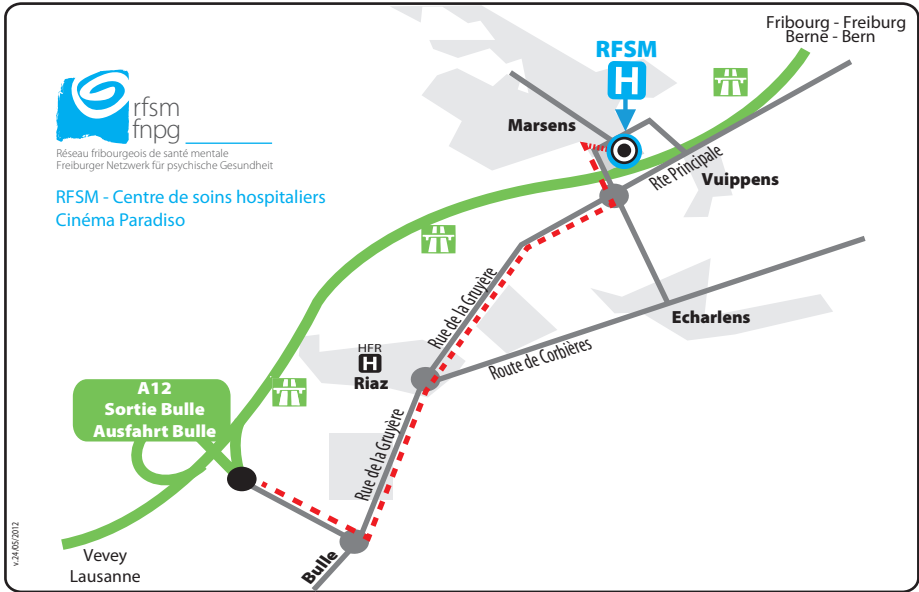 Fribourg - Freiburg
Berne - Bern
RFSM
H
rfsm
fnpg
Réseau fribourgeois de santé mentale
Freiburger Netzwerk für psychische Gesundheit
RFSM - Centre de soins hospitaliers
Cinéma Paradiso
Marsens
Rte Principale
Vuippens
Rue de la Gruyère
Echarlens
Route de Corbières
HFR
H
Riaz
A12
Sortie Bulle
Ausfahrt Bulle
Rue de la Gruyère
Bulle
Vevey
Lausanne
v.24/05/2012